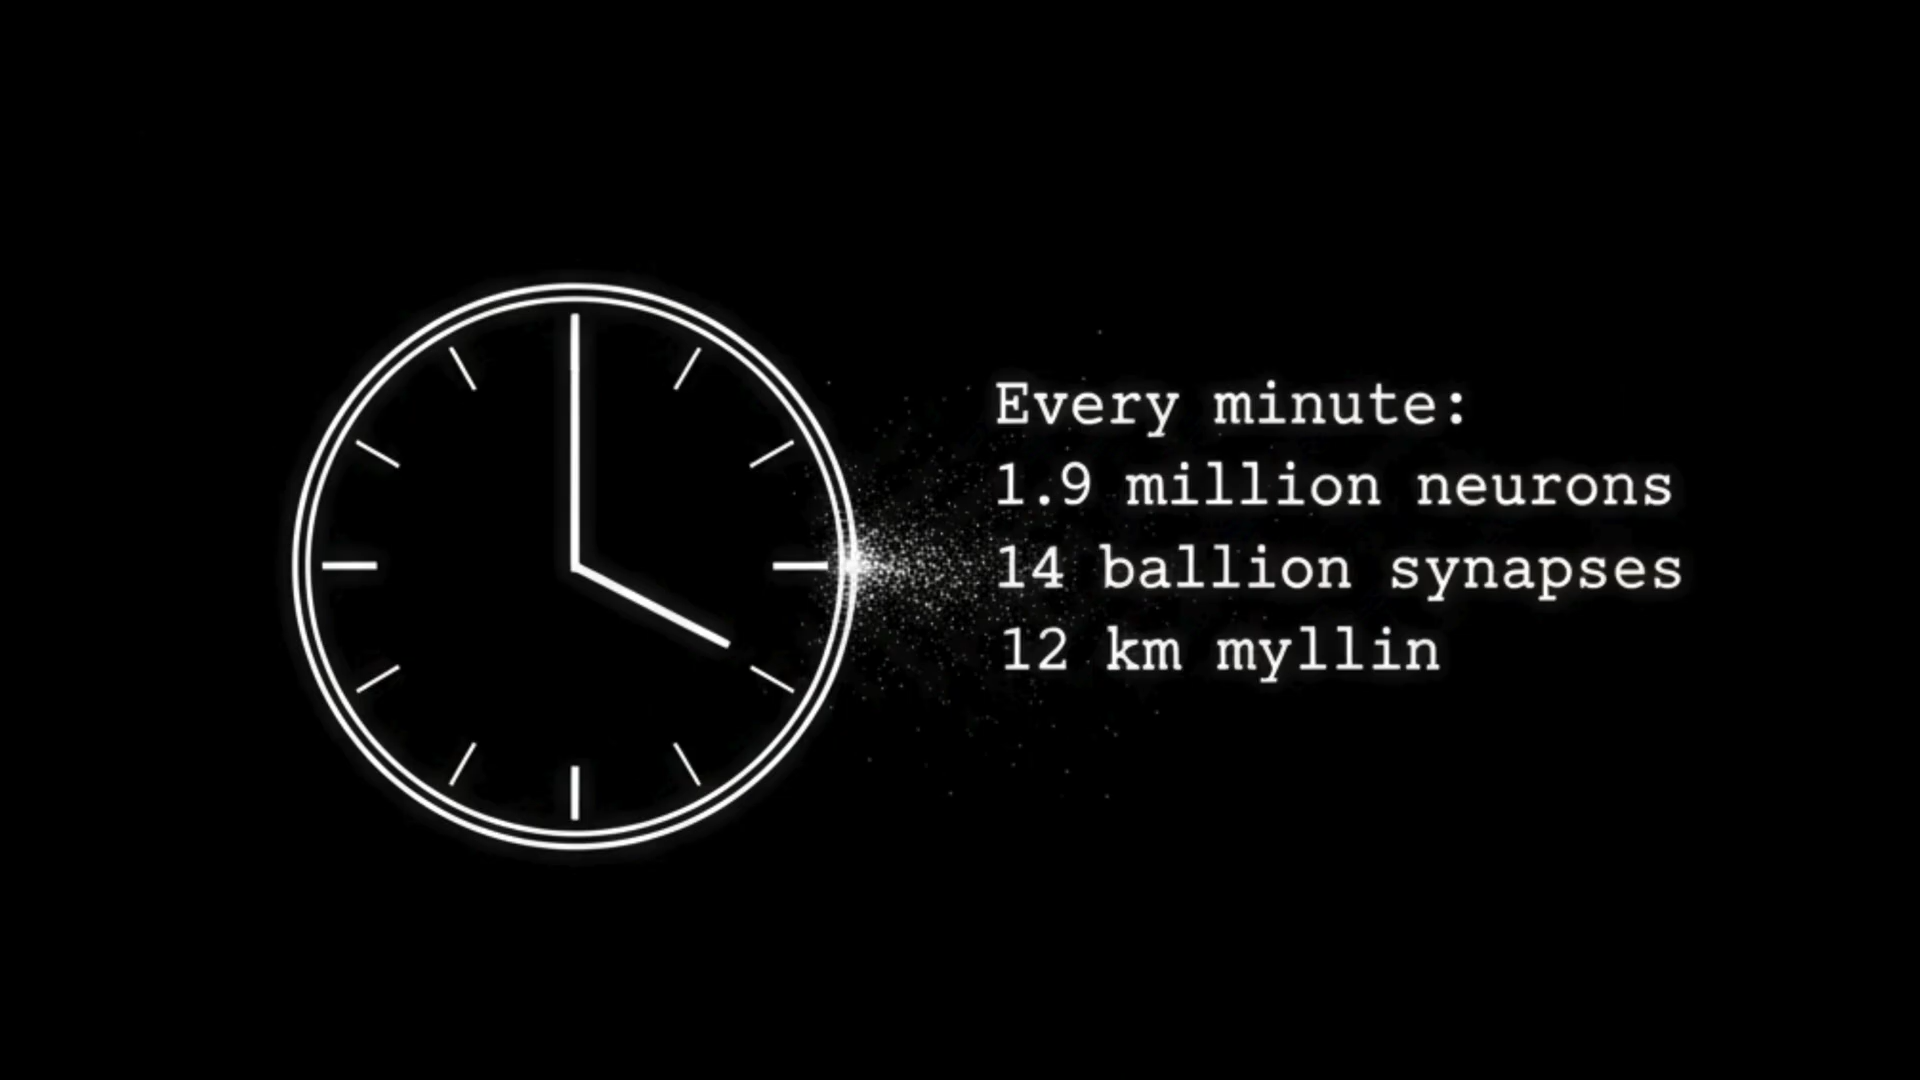 Every minute:
1.9 million neurons
14 ballion synapses
12 km myllin